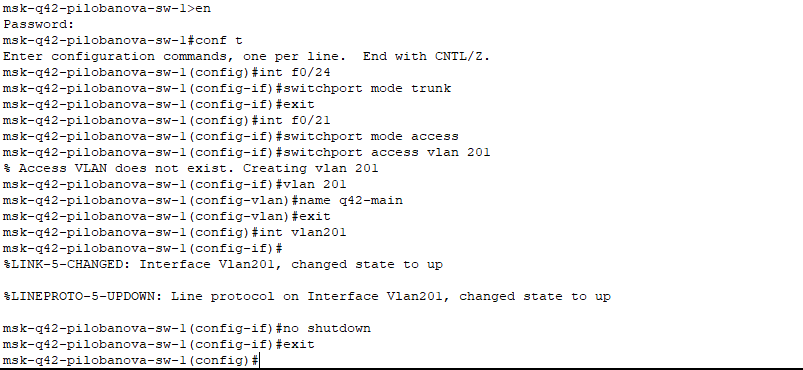 msk-q42-pilobanova-sw-1>en
Password:
msk-q42-pilobanova-sw-1#conf t
Enter configuration commands, one per line.  End with CNTL/Z.
msk-q42-pilobanova-sw-1(config)#int f0/24
msk-q42-pilobanova-sw-1(config-if)#switchport mode trunk
msk-q42-pilobanova-sw-1(config-if)#exit
msk-q42-pilobanova-sw-1(config)#int f0/21
msk-q42-pilobanova-sw-1(config-if)#switchport mode access
msk-q42-pilobanova-sw-1(config-if)#switchport access vlan 201
% Access VLAN does not exist. Creating vlan 201
msk-q42-pilobanova-sw-1(config-if)#vlan 201
msk-q42-pilobanova-sw-1(config-vlan)#name q42-main
msk-q42-pilobanova-sw-1(config-vlan)#exit
msk-q42-pilobanova-sw-1(config)#int vlan201
msk-q42-pilobanova-sw-1(config-if)#
%LINK-5-CHANGED: Interface Vlan201, changed state to up
%LINEPROTO-5-UPDOWN: Line protocol on Interface Vlan201, changed state to up
msk-q42-pilobanova-sw-1(config-if)#no shutdown
msk-q42-pilobanova-sw-1(config-if)#exit
msk-q42-pilobanova-sw-1(config)#